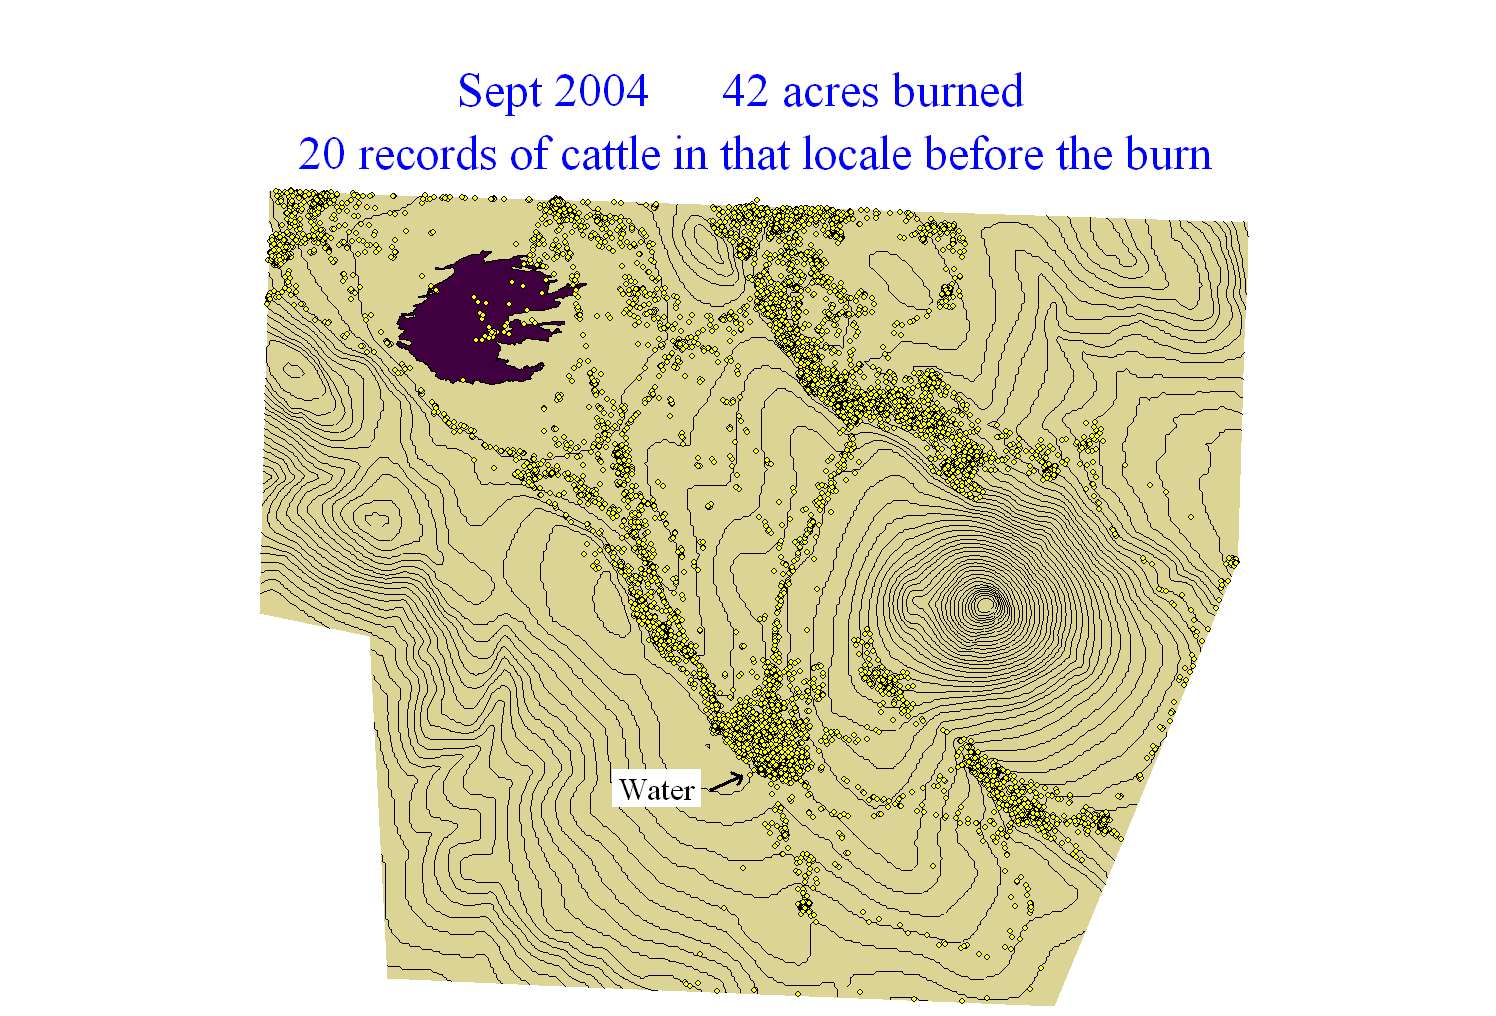 Sept 2004 42 acres burned
20 records of cattle in that locale before the burn
Water